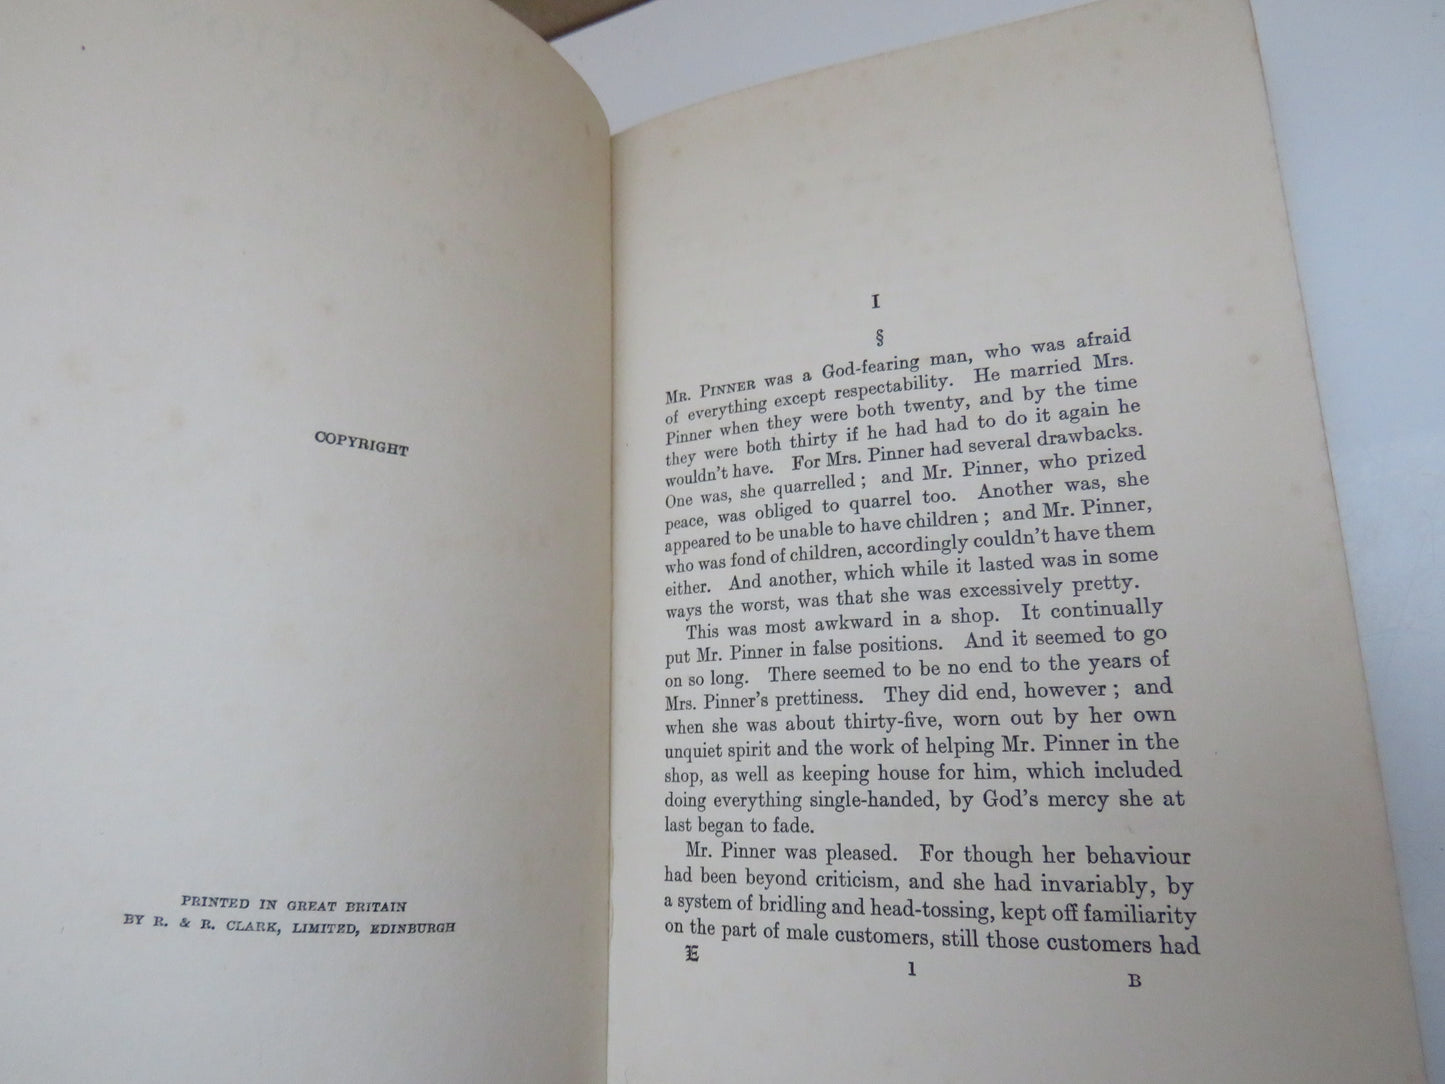 COPYRIGHT
PRINTED IN GREAT BRITAIN
BY R. & R. CLARK, LIMITED, EDINBURGH
I
§
MR. PINNER was a God-fearing man, who was afraid
of everything except respectability. He married Mrs.
Pinner when they were both twenty, and by the time
they were both thirty if he had had to do it again he
wouldn't have. For Mrs. Pinner had several drawbacks.
One was, she quarrelled; and Mr. Pinner, who prized
peace, was obliged to quarrel too. Another was, she
appeared to be unable to have children; and Mr. Pinner,
who was fond of children, accordingly couldn't have them
either. And another, which while it lasted was in some
ways the worst, was that she was excessively pretty.
This was most awkward in a shop. It continually
put Mr. Pinner in false positions. And it seemed to go
on so long. There seemed to be no end to the years of
Mrs. Pinner's prettiness. They did end, however; and
when she was about thirty-five, worn out by her own
unquiet spirit and the work of helping Mr. Pinner in the
shop, as well as keeping house for him, which included
doing everything single-handed, by God's mercy she at
last began to fade.
Mr. Pinner was pleased. For though her behaviour
had been beyond criticism, and she had invariably, by
a system of bridling and head-tossing, kept off familiarity
on the part of male customers, still those customers had
E
1
B